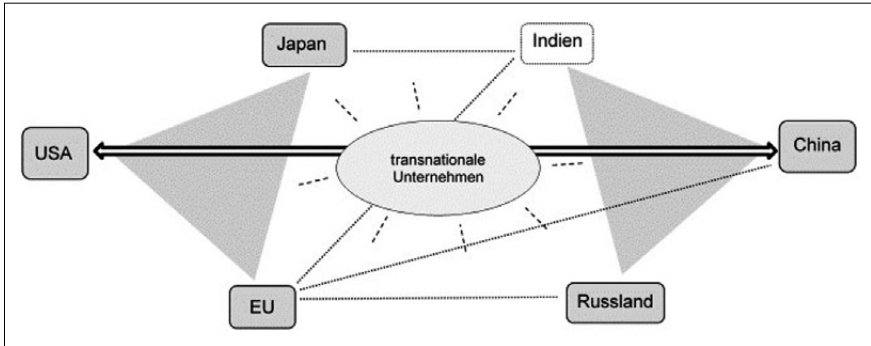 Japan
Indien
USA
transnationale
Unternehmen
China
EU
Russland